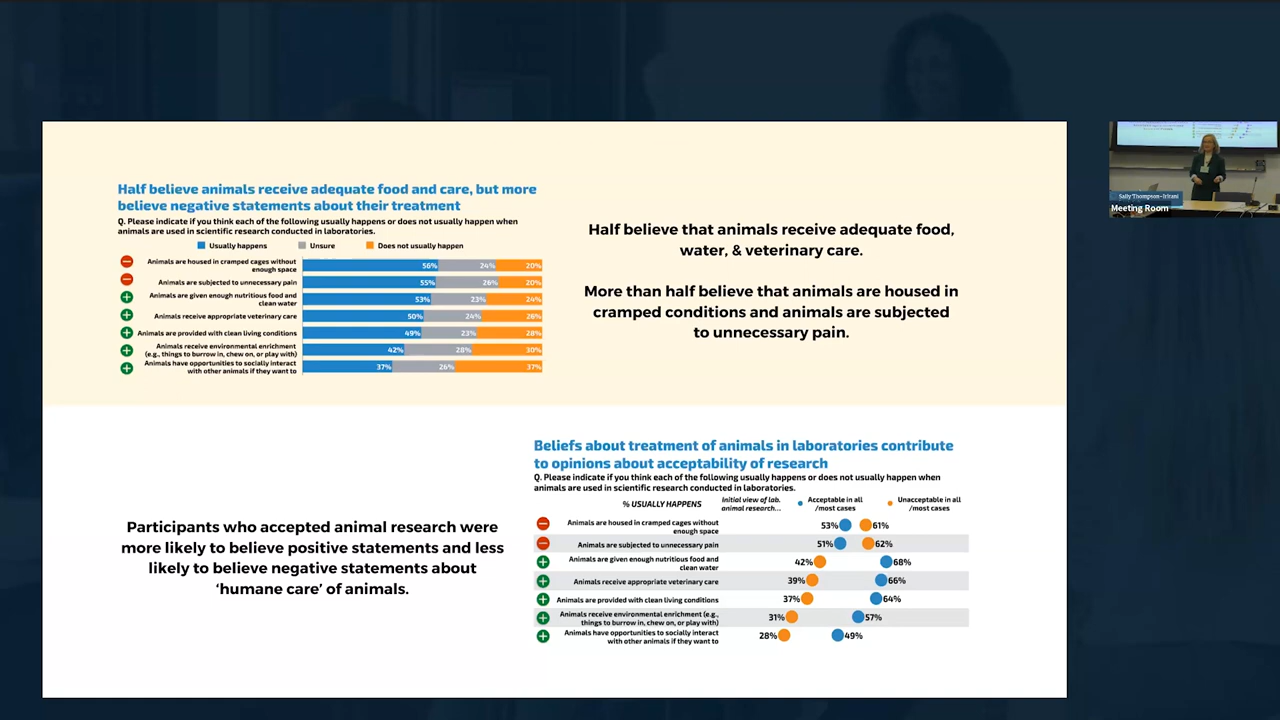 Half believe animals receive adequate food and care, but more
believe negative statements about their treatment
Q. Please indicate if you think each of the following usually happens or does not usually happen when
animals are used in scientific research conducted in laboratories.
Usually happens Unsure Does not usually happen
Animals are housed in cramped cages without
enough space
56% 24% 20%
Animals are subjected to unnecessary pain
55% 26% 20%
Animals are given enough nutritious food and
clean water
53% 23% 24%
Animals receive appropriate veterinary care
50% 24% 26%
Animals are provided with clean living conditions
49% 23% 28%
Animals receive environmental enrichment
(e.g., things to burrow in, chew on, or play with)
42% 28% 30%
Animals have opportunities to socially interact
with other animals if they want to
37% 26% 37%
Half believe that animals receive adequate food,
water, & veterinary care.
More than half believe that animals are housed in
cramped conditions and animals are subjected
to unnecessary pain.
Sally Thompson-Iritani
Meeting Room
Participants who accepted animal research were
more likely to believe positive statements and less
likely to believe negative statements about
‘humane care’ of animals.
Beliefs about treatment of animals in laboratories contribute
to opinions about acceptability of research
Q. Please indicate if you think each of the following usually happens or does not usually happen when
animals are used in scientific research conducted in laboratories.
% USUALLY HAPPENS
Initial view of lab.
animal research...
Acceptable in all
/most cases
Unacceptable in all
/most cases
Animals are housed in cramped cages without
enough space
53% 61%
Animals are subjected to unnecessary pain
51% 62%
Animals are given enough nutritious food and
clean water
42% 68%
Animals receive appropriate veterinary care
39% 66%
Animals are provided with clean living conditions
37% 64%
Animals receive environmental enrichment (e.g.,
things to burrow in, chew on, or play with)
31% 57%
Animals have opportunities to socially interact
with other animals if they want to
28% 49%